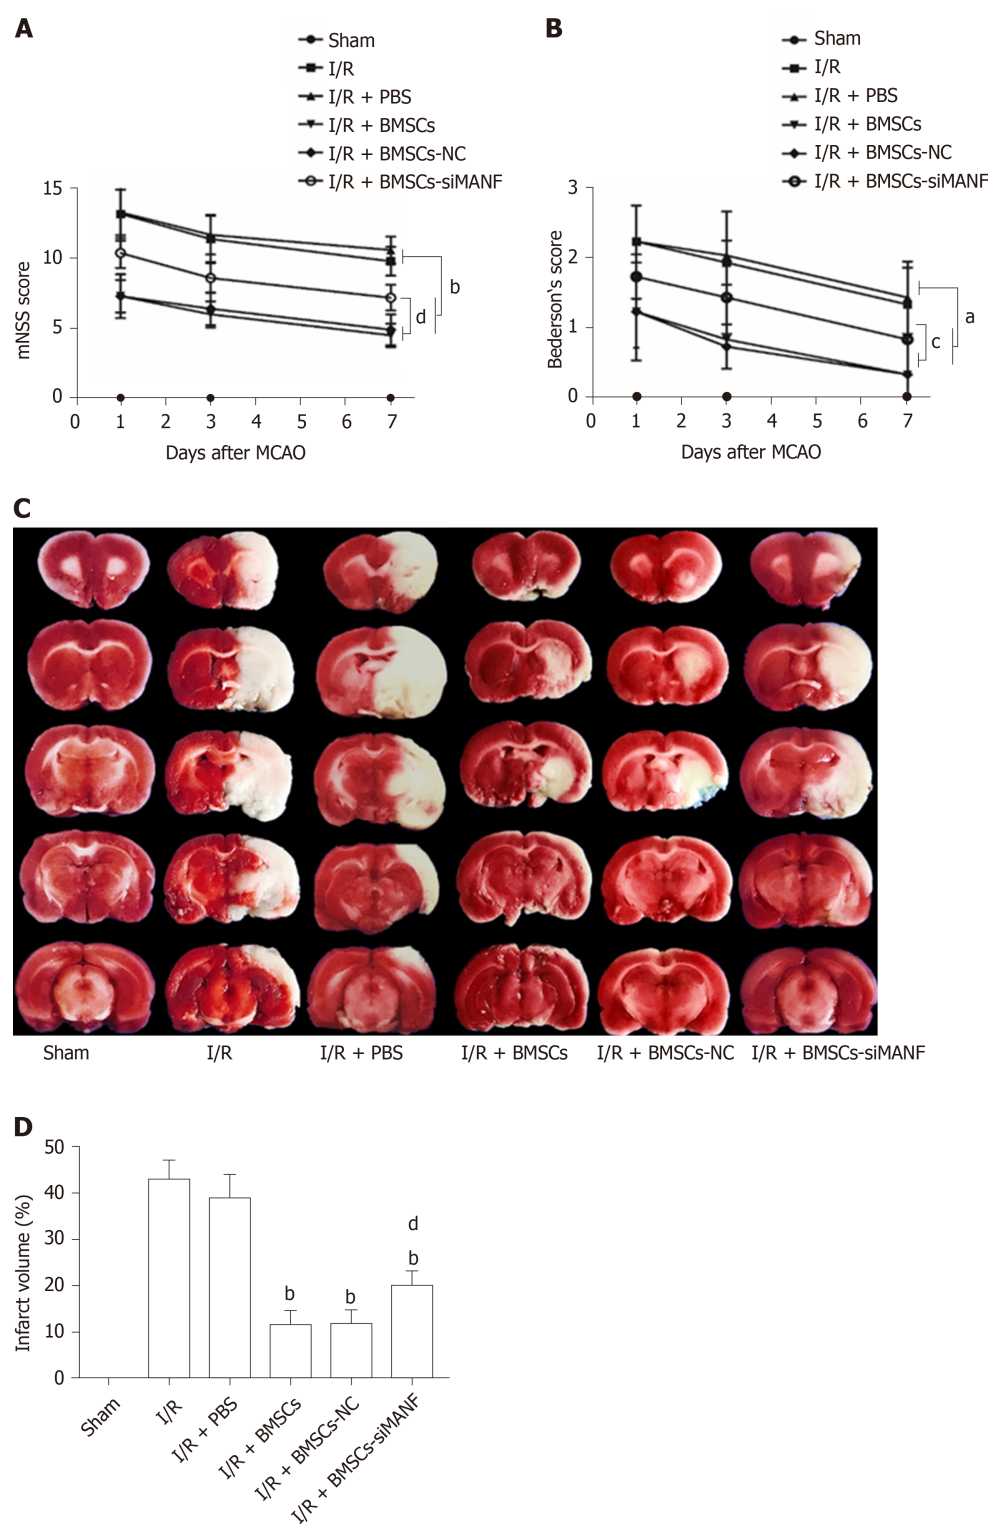 A
Sham
I/R
I/R + PBS
I/R + BMSCs
I/R + BMSCs-NC
I/R + BMSCs-siMANF
mNSS score
15
10
5
0
b
d
0 1 2 3 4 5 6 7
Days after MCAO
B
Sham
I/R
I/R + PBS
I/R + BMSCs
I/R + BMSCs-NC
I/R + BMSCs-siMANF
Bederson's score
3
2
1
0
a
c
0 1 2 3 4 5 6 7
Days after MCAO
C
Sham I/R I/R + PBS I/R + BMSCs I/R + BMSCs-NC I/R + BMSCs-siMANF
D
Infarct volume (%)
50
40
30
20
10
0
b
b
d
b
Sham
I/R
I/R + PBS
I/R + BMSCs
I/R + BMSCs-NC
I/R + BMSCs-siMANF